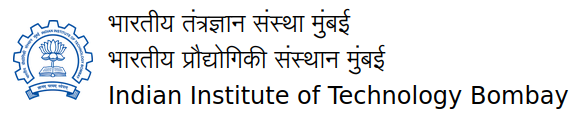 भारतीय तंत्रज्ञान संस्था मुंबई
भारतीय प्रौद्योगिकी संस्थान मुंबई
Indian Institute of Technology Bombay